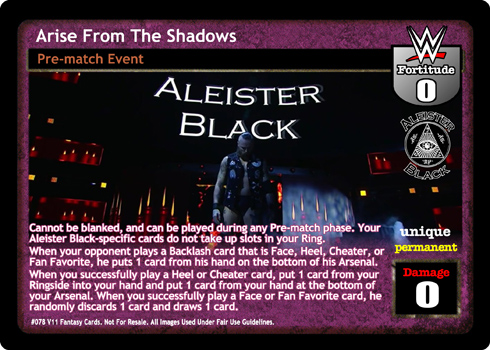 Arise From The Shadows
Pre-match Event
Fortitude
0
ALEISTER
BLACK
ALEISTER
BLACK
Cannot be blanked, and can be played during any Pre-match phase. Your
Aleister Black-specific cards do not take up slots in your Ring.
When your opponent plays a Backlash card that is Face, Heel, Cheater, or
Fan Favorite, he puts 1 card from his hand on the bottom of his Arsenal.
When you successfully play a Heel or Cheater card, put 1 card from your
Ringside into your hand and put 1 card from your hand at the bottom of
your Arsenal. When you successfully play a Face or Fan Favorite card, he
randomly discards 1 card and draws 1 card.
unique
permanent
Damage
0
#078 V11 Fantasy Cards. Not For Resale. All Images Used Under Fair Use Guidelines.